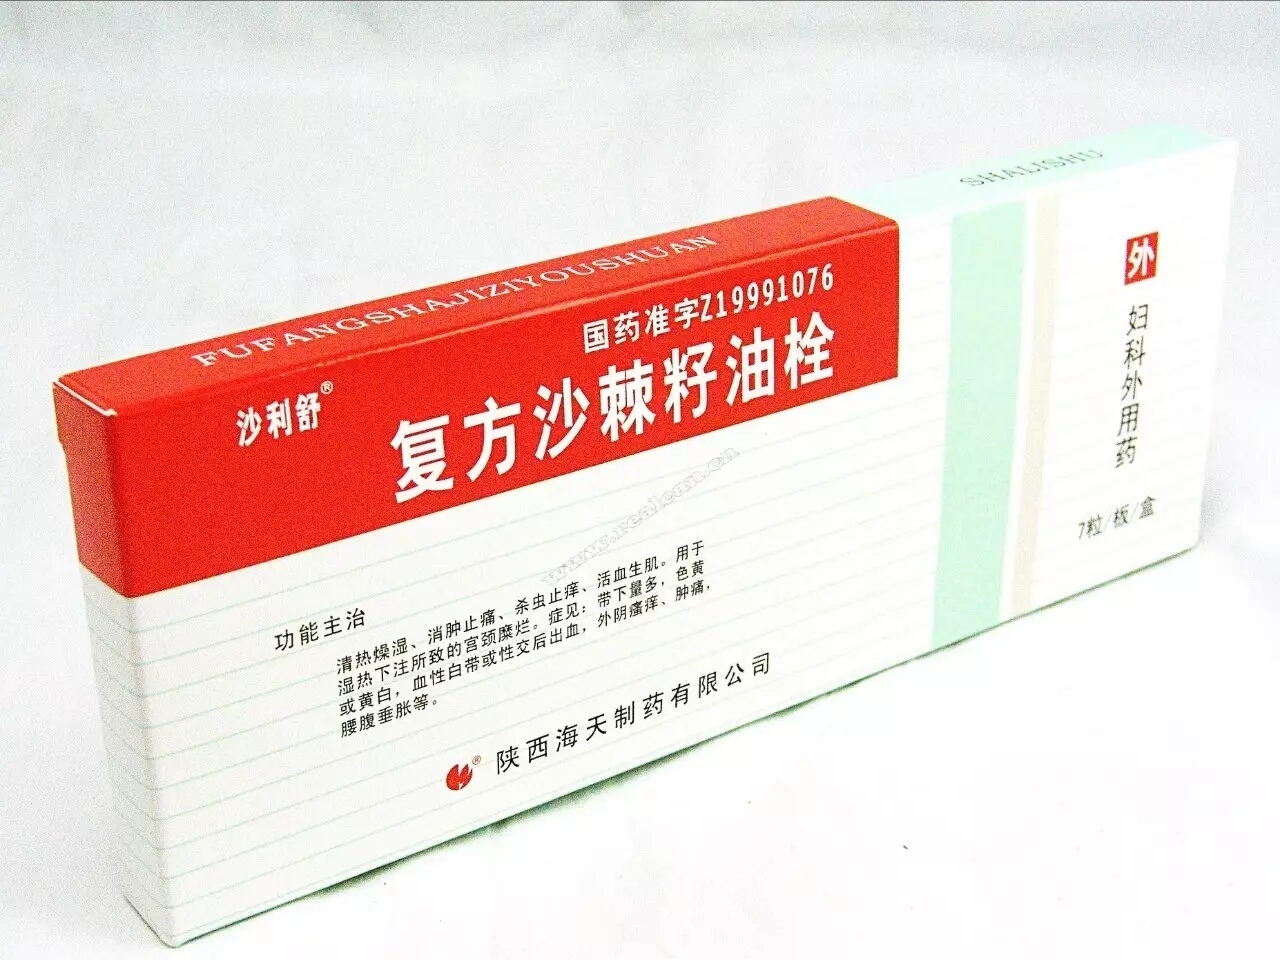 FUFANGSHAJIZIYOUSHUAN
SHALISHU
国药准字Z19991076
沙利舒®
复方沙棘籽油栓
外
妇科外用药
7粒/板/盒
www.realcan.cn
功能主治
清热燥湿、消肿止痛、杀虫止痒、活血生肌。用于
湿热下注所致的宫颈糜烂。症见:带下量多,色黄
或黄白,血性白带或性交后出血,外阴瘙痒、肿痛,
腰腹垂胀等。
® 陕西海天制药有限公司